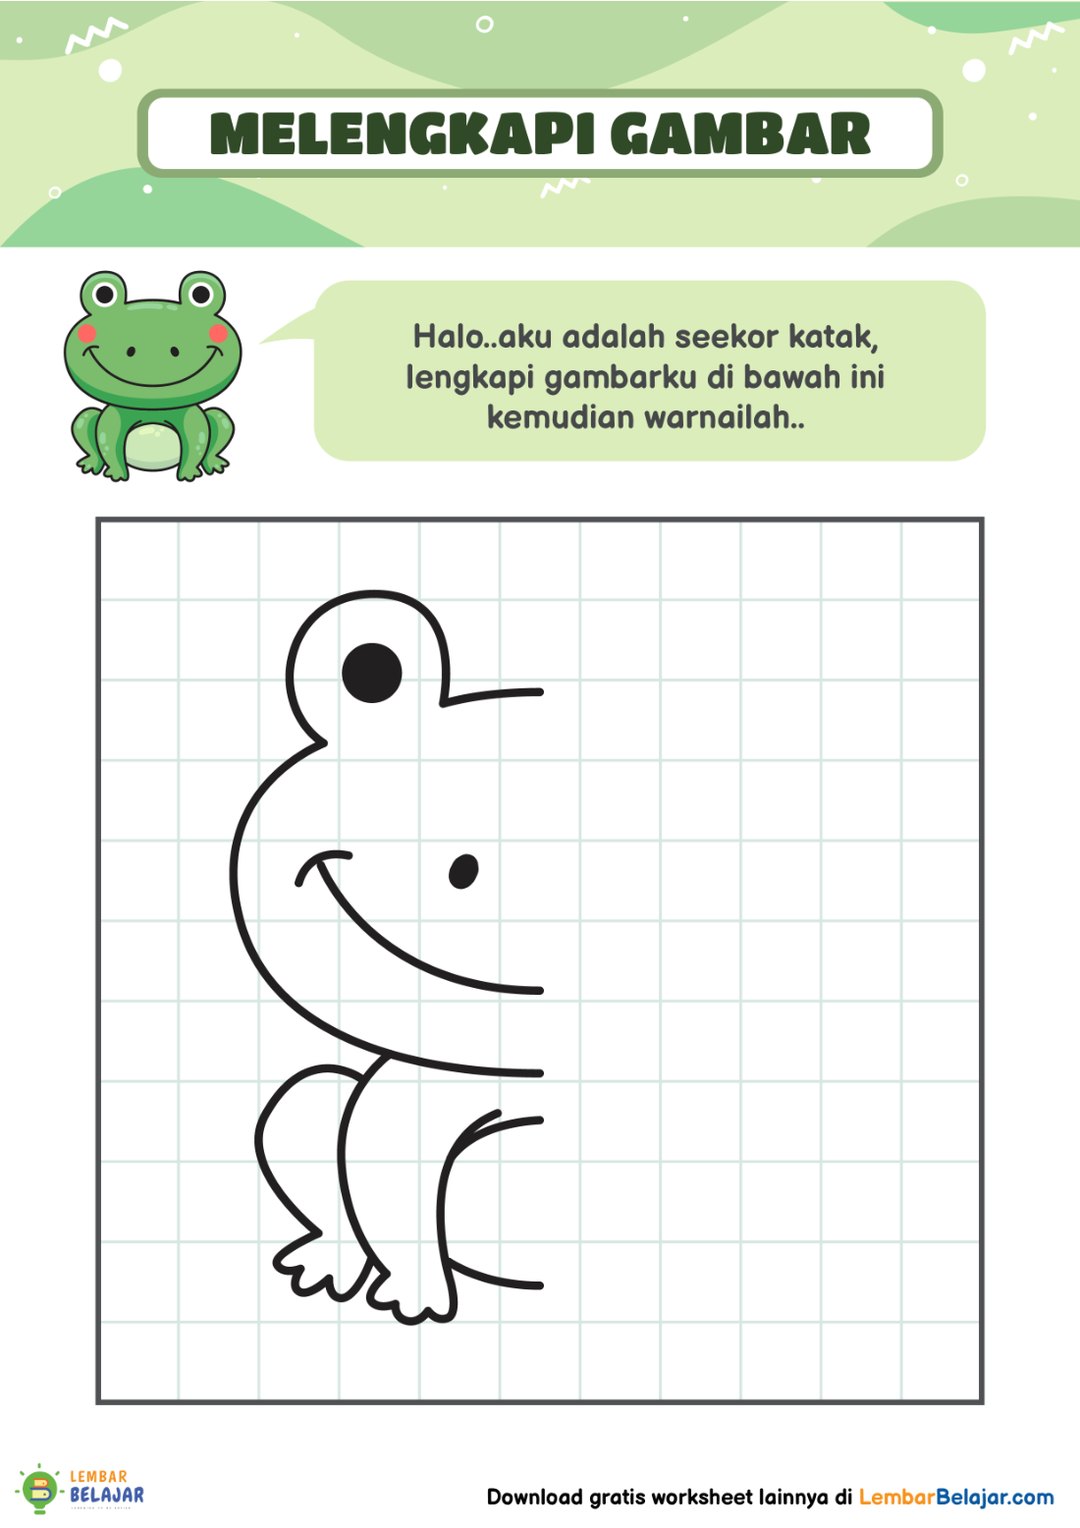 MELENGKAPI GAMBAR
Halo..aku adalah seekor katak,
lengkapi gambarku di bawah ini
kemudian warnailah..
LEMBAR
BELAJAR
Download gratis worksheet lainnya di LembarBelajar.com